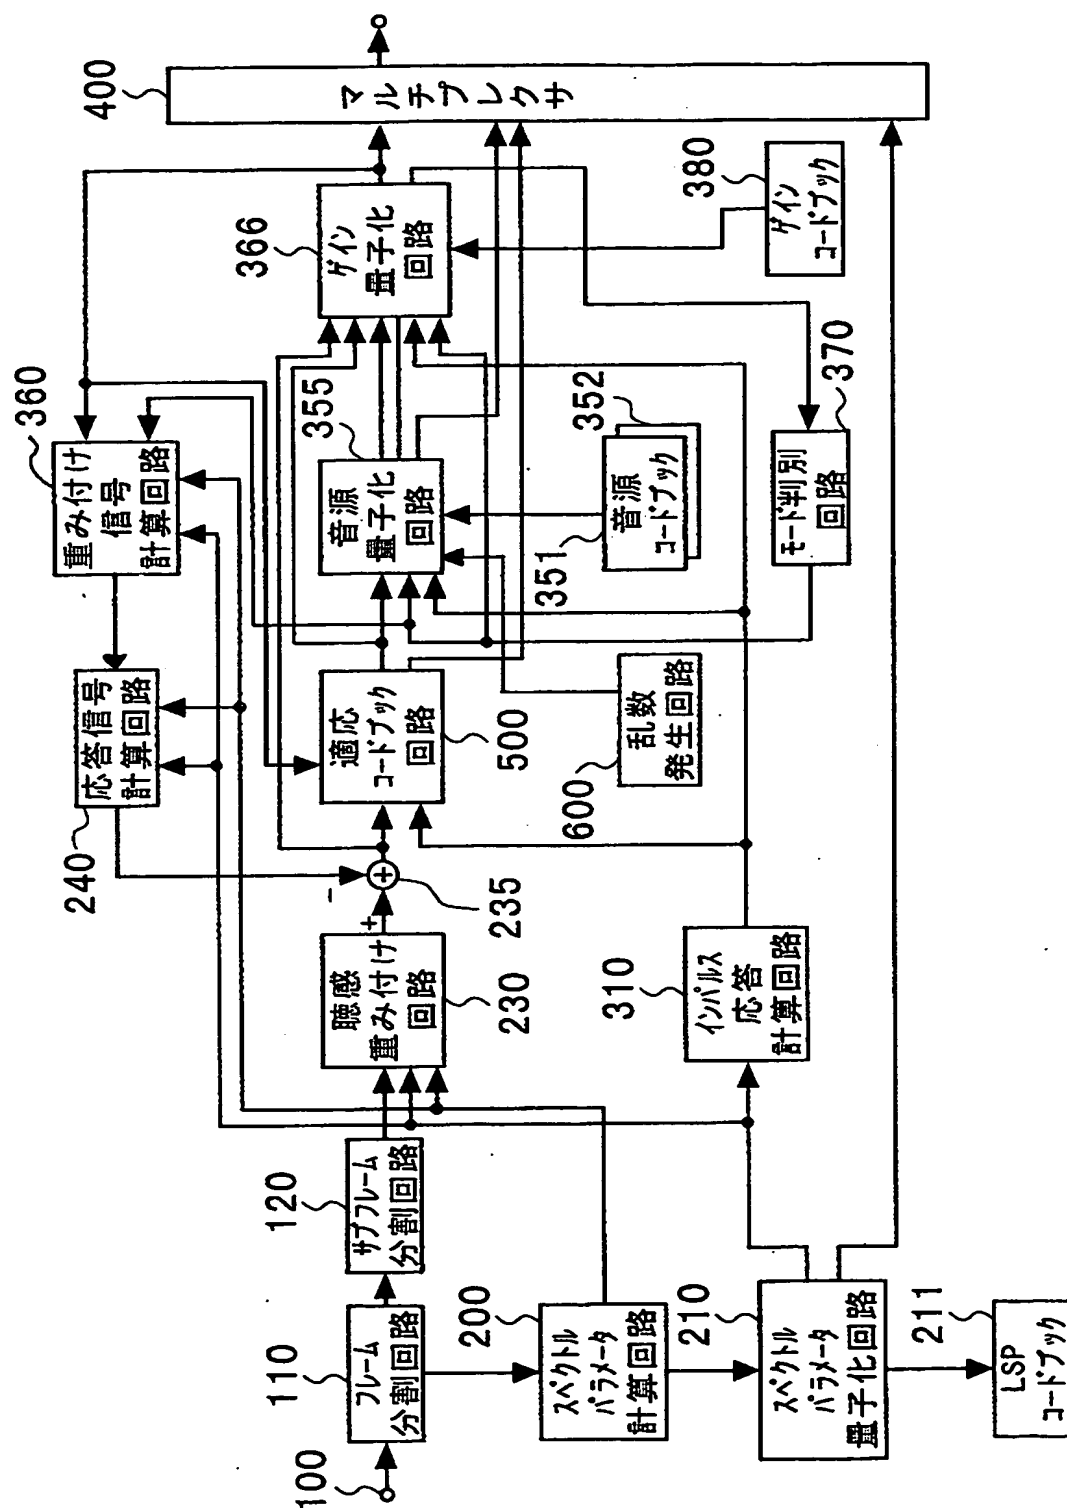 100
110
フレーム
分割回路
120
サブフレーム
分割回路
200
スペクトル
パラメータ
計算回路
210
スペクトル
パラメータ
量子化回路
211
LSP
コードブック
230
聴感
重み付け
回路
+
-
+
235
240
応答信号
計算回路
310
インパルス
応答
計算回路
500
適応
コードブック
回路
600
乱数
発生回路
360
重み付け
信号
計算回路
355
音源
量子化
回路
351
352
音源
コードブック
366
ゲイン
量子化
回路
370
モード判別
回路
380
ゲイン
コードブック
400
マルチプレクサ